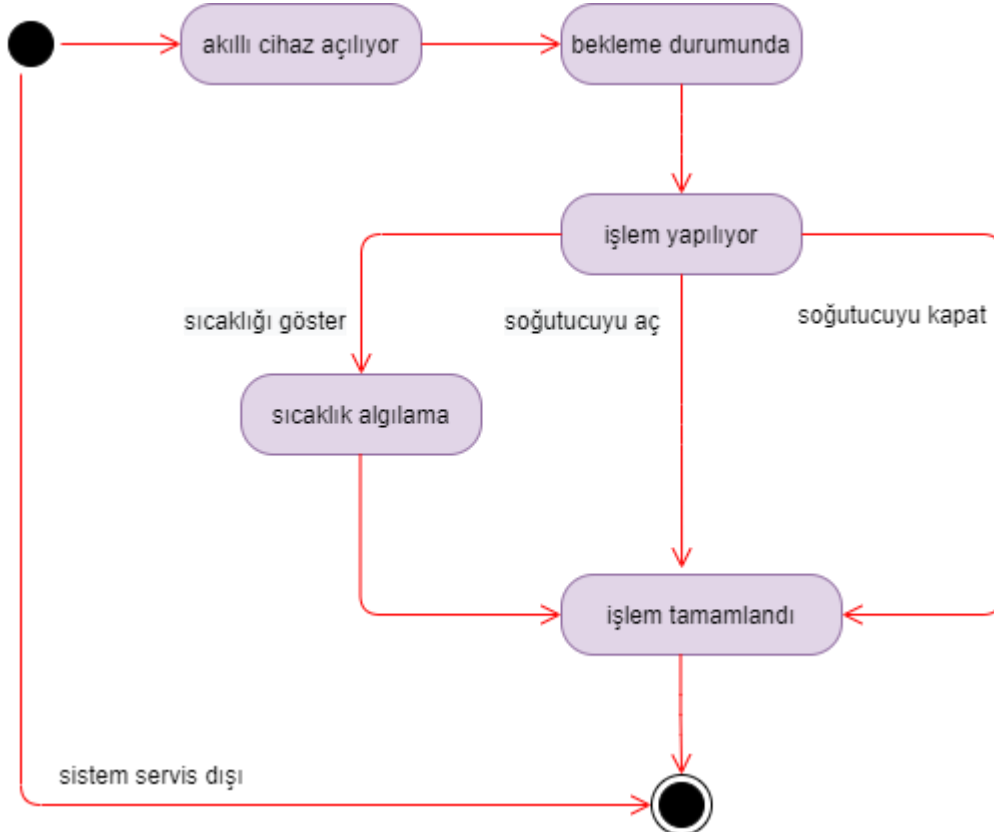 akıllı cihaz açılıyor
bekleme durumunda
işlem yapılıyor
sıcaklığı göster
soğutucuyu aç
soğutucuyu kapat
sıcaklık algılama
işlem tamamlandı
sistem servis dışı